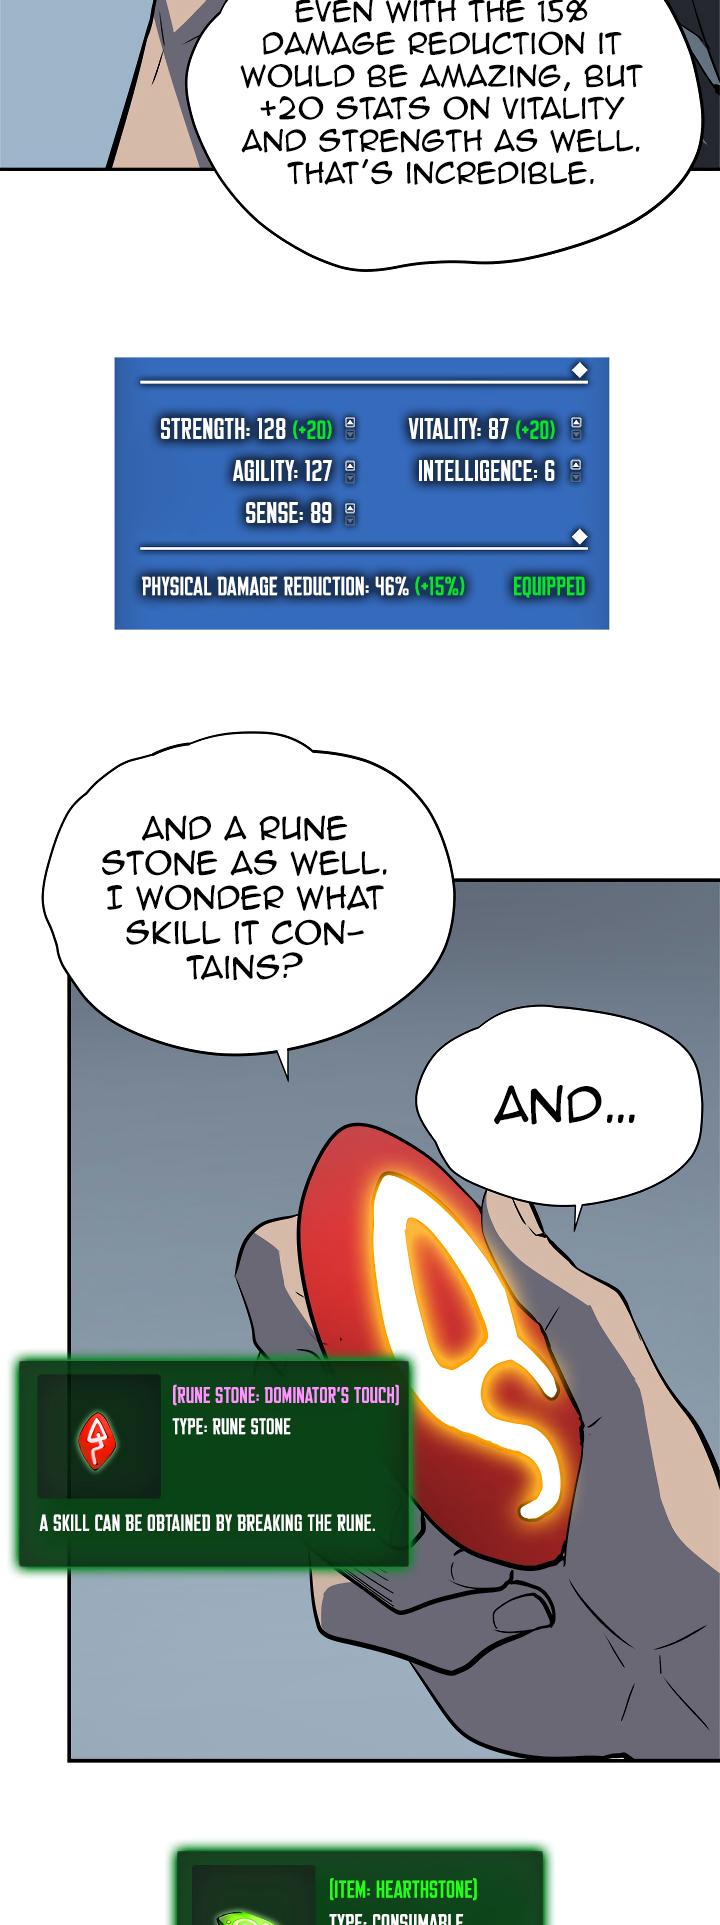 EVEN WITH THE 15%
DAMAGE REDUCTION IT
WOULD BE AMAZING, BUT
+20 STATS ON VITALITY
AND STRENGTH AS WELL.
THAT'S INCREDIBLE.
STRENGTH: 128 (+20) VITALITY: 87 (+20)
AGILITY: 127 INTELLIGENCE: 6
SENSE: 89
PHYSICAL DAMAGE REDUCTION: 46% (+15%) EQUIPPED
AND A RUNE
STONE AS WELL.
I WONDER WHAT
SKILL IT CON-
TAINS?
AND...
[RUNE STONE: DOMINATOR'S TOUCH]
TYPE: RUNE STONE
A SKILL CAN BE OBTAINED BY BREAKING THE RUNE.
[ITEM: HEARTHSTONE]
TYPE: CONSUMABLE